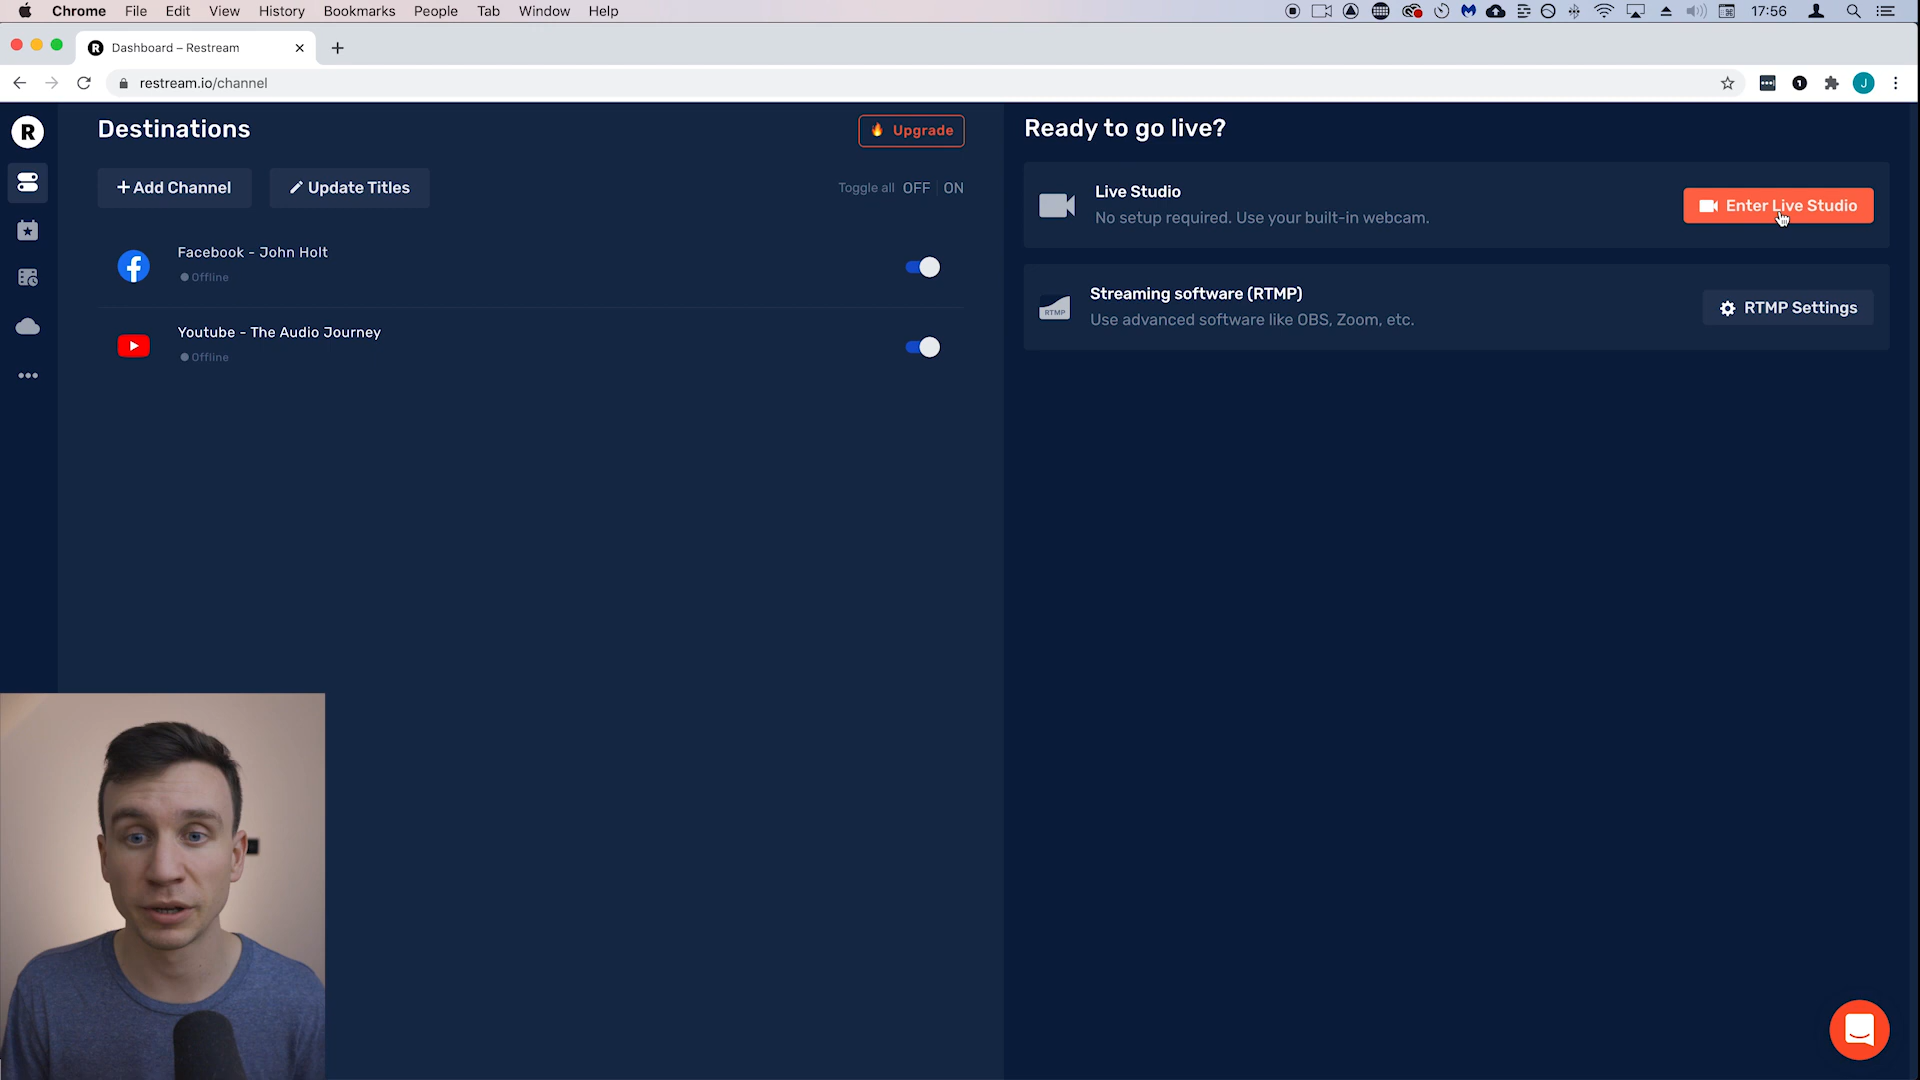 Chrome File Edit View History Bookmarks People Tab Window Help 17:56
R Dashboard – Restream
restream.io/channel J
R Destinations Upgrade
+ Add Channel Update Titles Toggle all OFF ON
Facebook - John Holt
Offline
Youtube - The Audio Journey
Offline
Ready to go live?
Live Studio
No setup required. Use your built-in webcam.
Enter Live Studio
Streaming software (RTMP)
RTMP
Use advanced software like OBS, Zoom, etc.
RTMP Settings